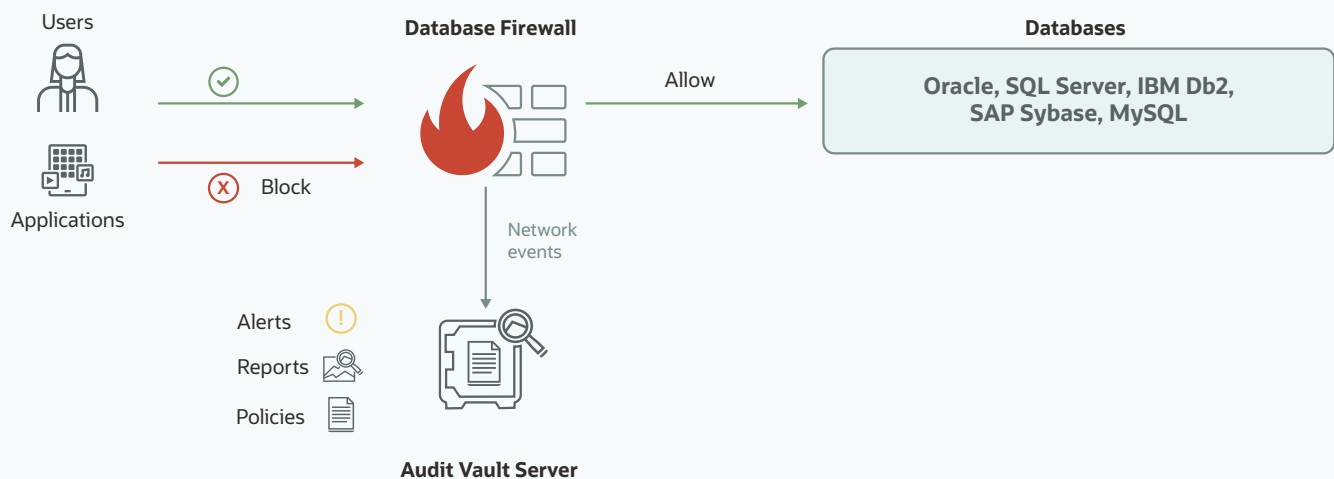 Users
Database Firewall
Databases
Allow
Oracle, SQL Server, IBM Db2,
SAP Sybase, MySQL
X
Block
Applications
Network
events
Alerts
!
Reports
Policies
Audit Vault Server